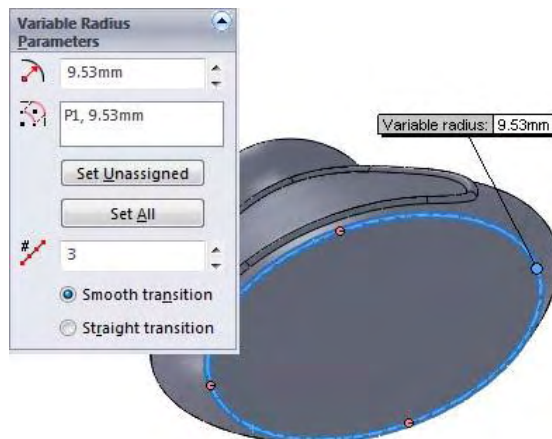 Variable Radius
Parameters
9.53mm
P1, 9.53mm
Set Unassigned
Set All
#
3
Smooth transition
Straight transition
Variable radius: 9.53mm